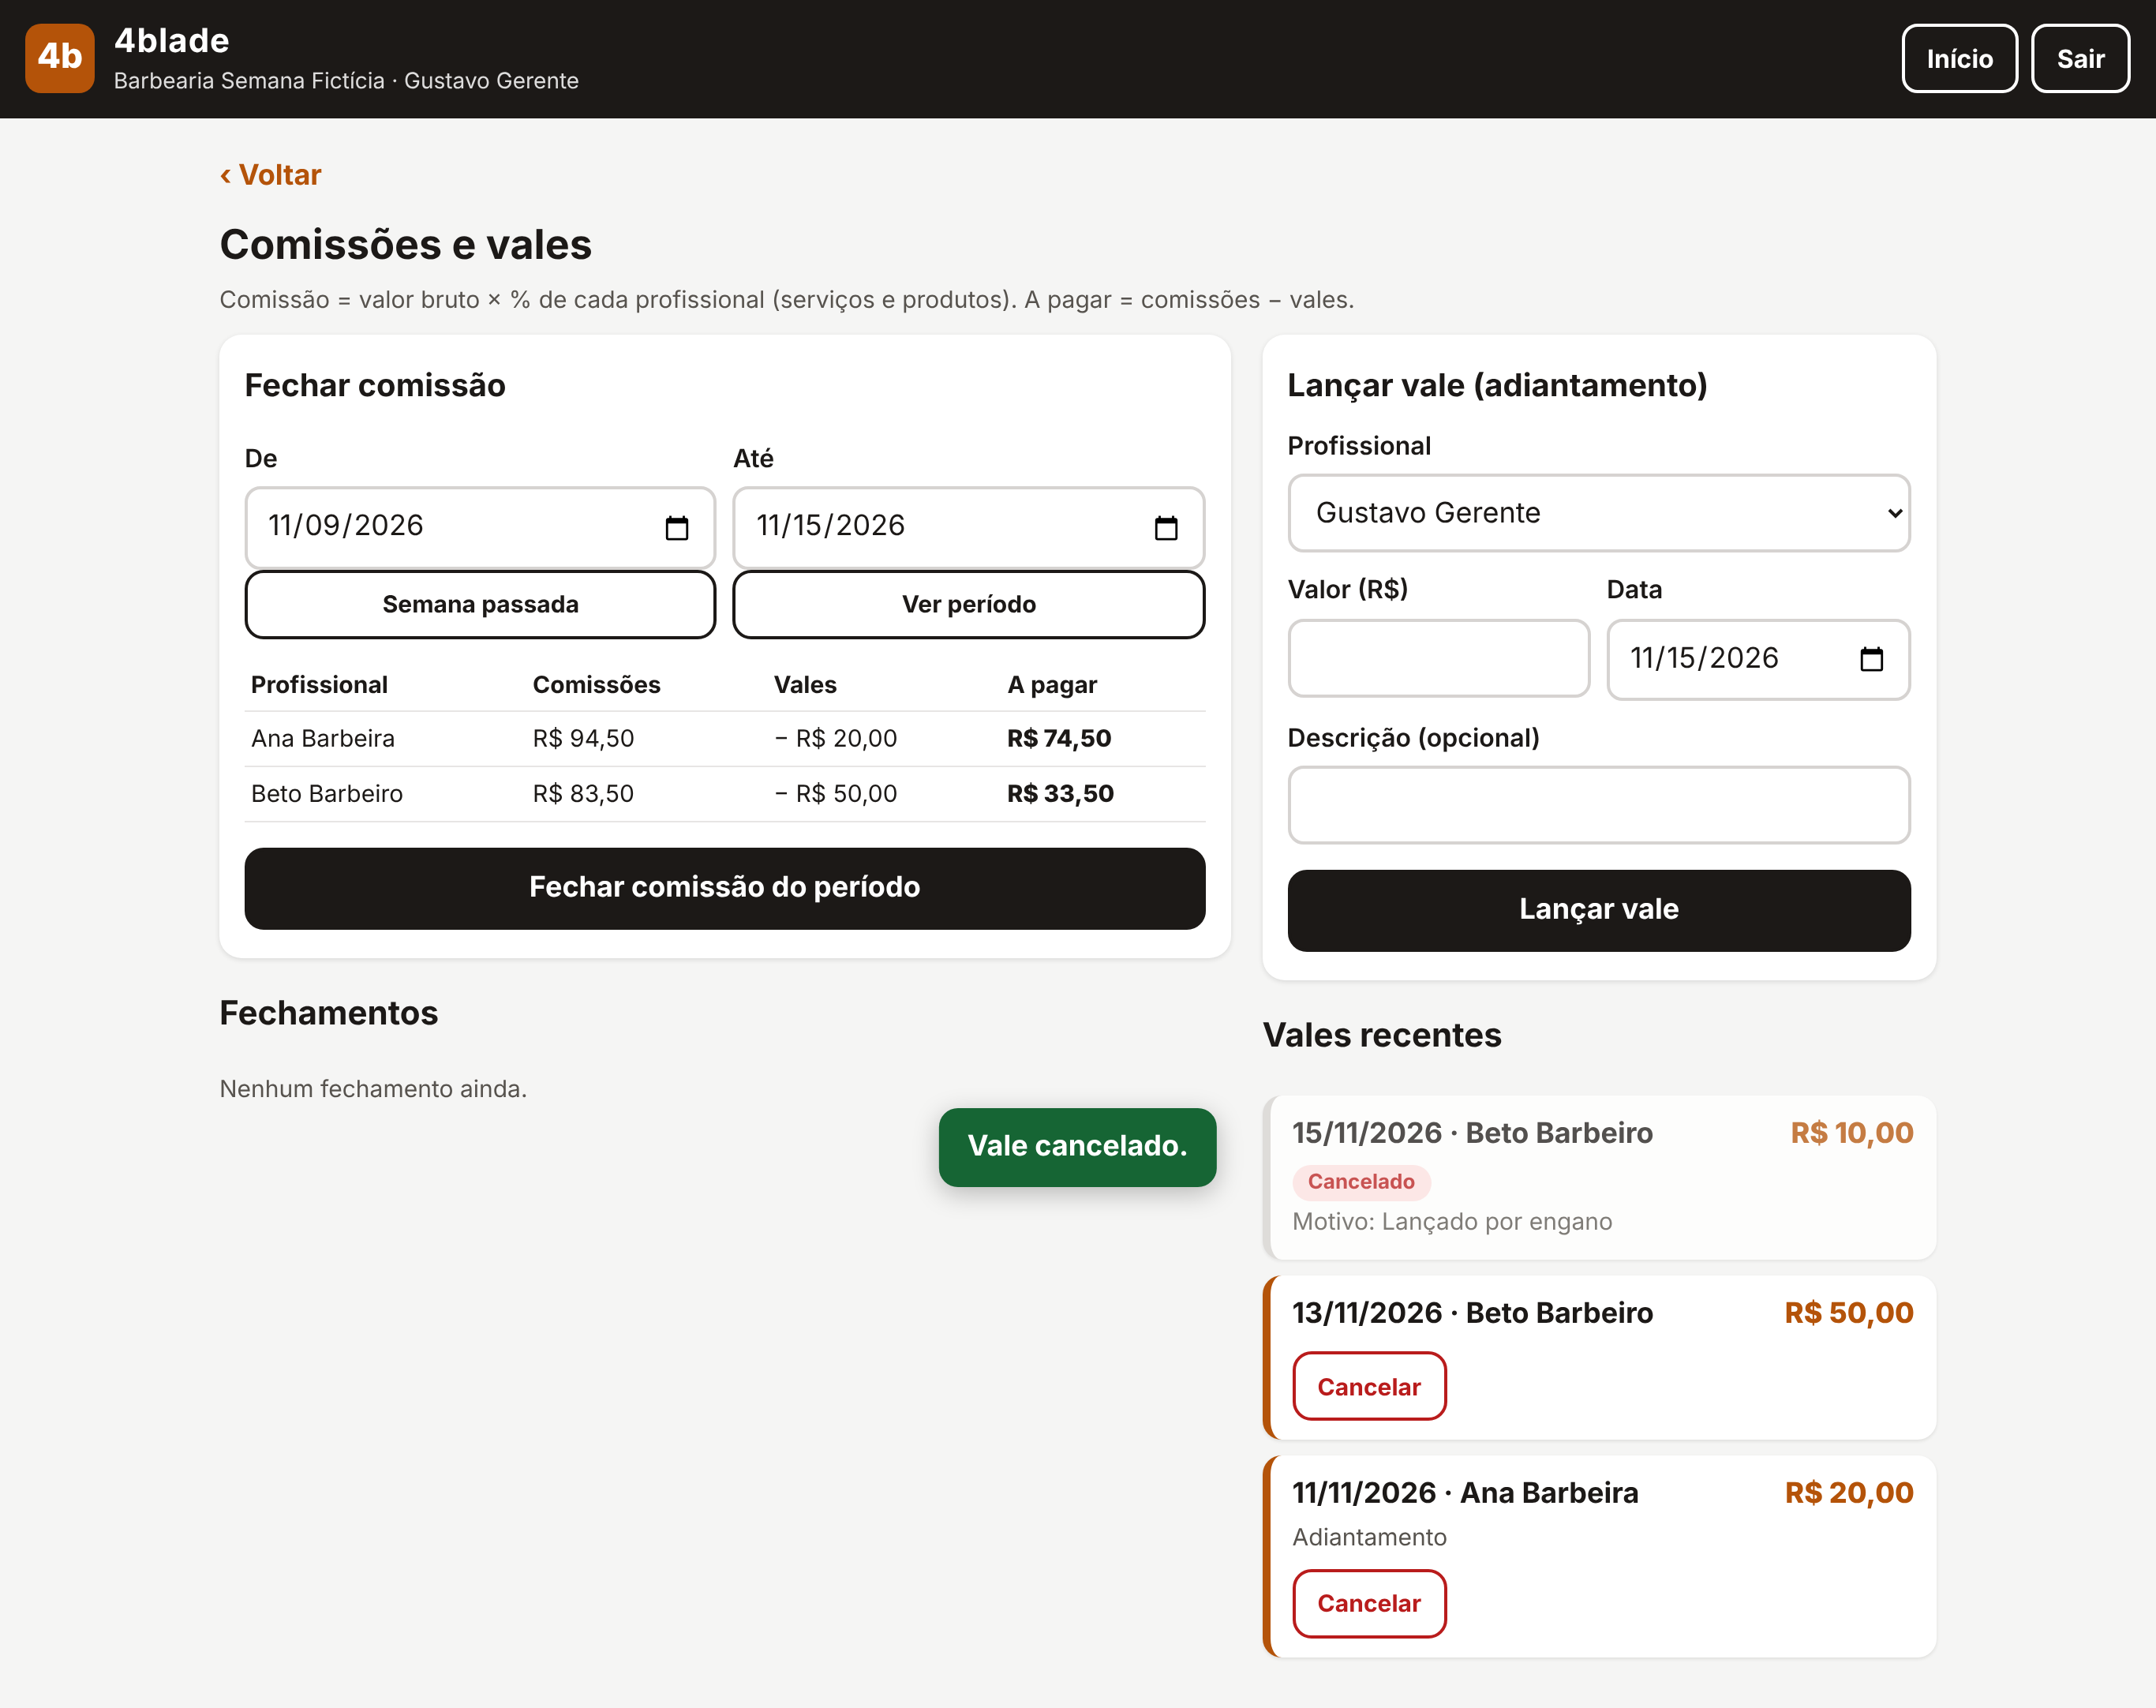 4b
4blade
Barbearia Semana Fictícia · Gustavo Gerente
Início
Sair
‹ Voltar
Comissões e vales
Comissão = valor bruto × % de cada profissional (serviços e produtos). A pagar = comissões − vales.
Fechar comissão
De
Até
11/09/2026
11/15/2026
Semana passada
Ver período
Profissional Comissões Vales A pagar
Ana Barbeira R$ 94,50 − R$ 20,00 R$ 74,50
Beto Barbeiro R$ 83,50 − R$ 50,00 R$ 33,50
Fechar comissão do período
Fechamentos
Nenhum fechamento ainda.
Vale cancelado.
Lançar vale (adiantamento)
Profissional
Gustavo Gerente
Valor (R$)
Data
11/15/2026
Descrição (opcional)
Lançar vale
Vales recentes
15/11/2026 · Beto Barbeiro R$ 10,00
Cancelado
Motivo: Lançado por engano
13/11/2026 · Beto Barbeiro R$ 50,00
Cancelar
11/11/2026 · Ana Barbeira R$ 20,00
Adiantamento
Cancelar